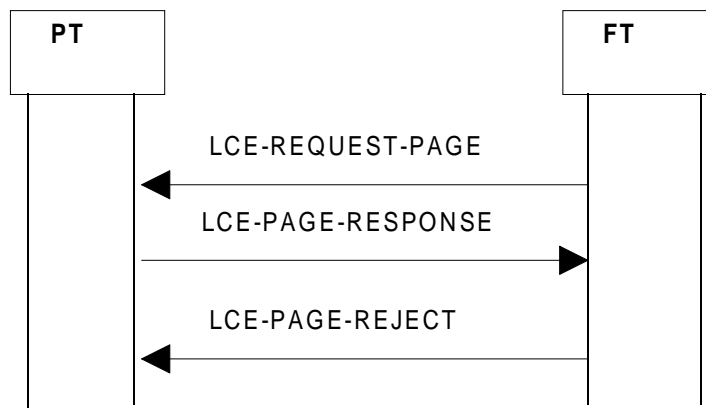 PT
FT
LCE-REQUEST-PAGE
LCE-PAGE-RESPONSE
LCE-PAGE-REJECT